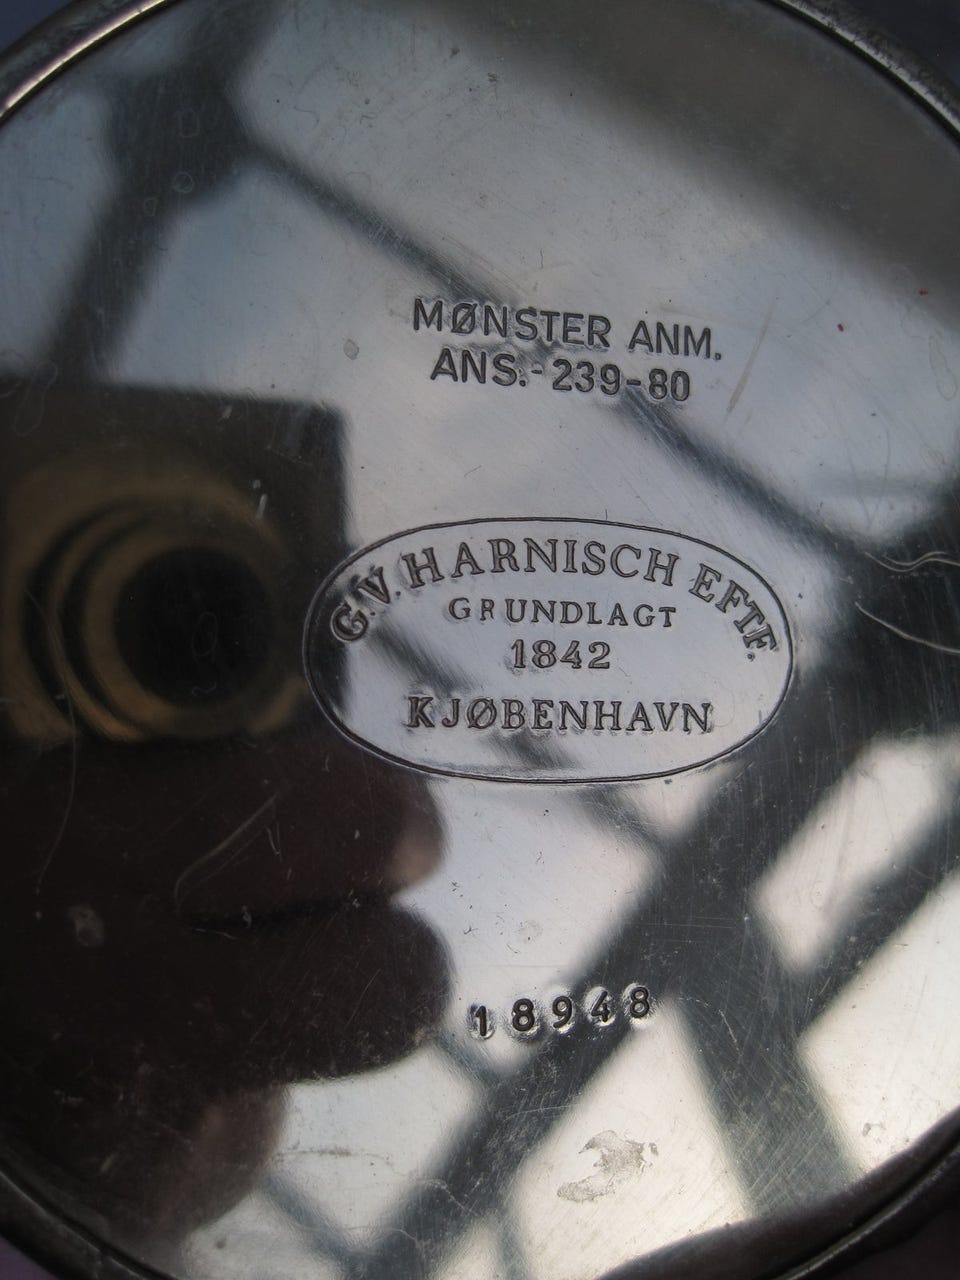 MØNSTER ANM.
ANS.-239-80
G.V. HARNISCH EFTF.
GRUNDLAGT
1842
KJØBENHAVN
18948